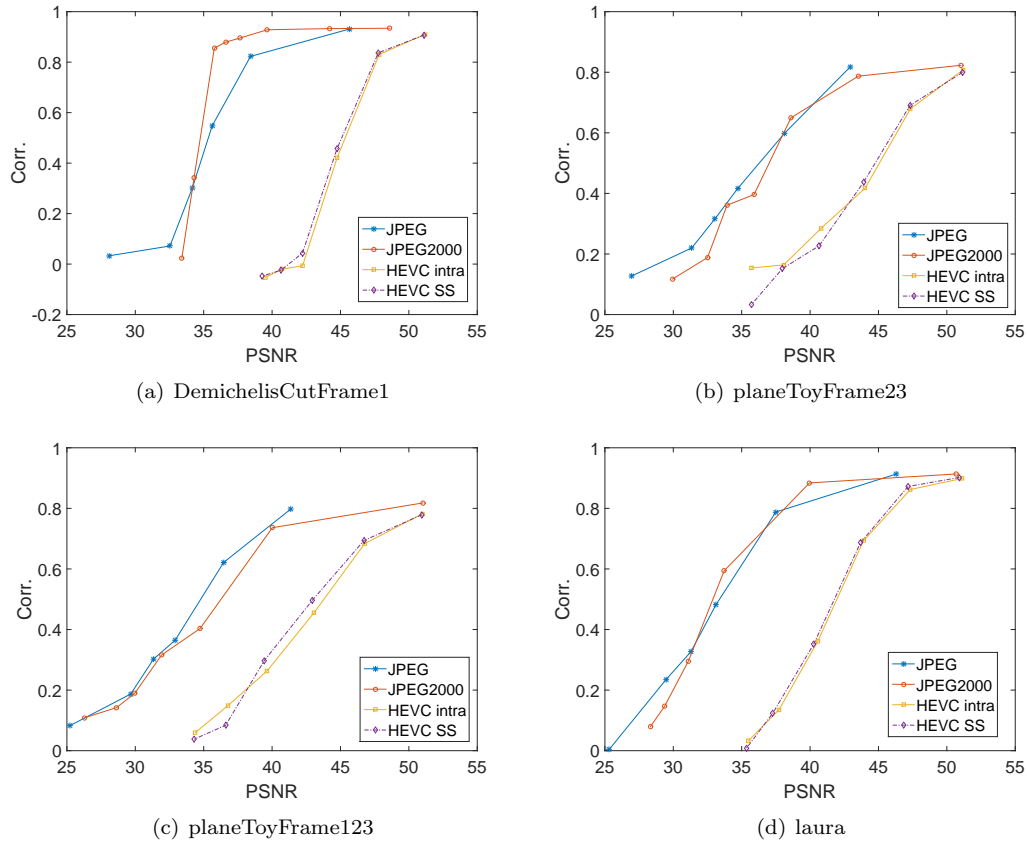 1
0.8
0.6
0.4
0.2
0
-0.2
Corr.
25 30 35 40 45 50 55
PSNR
JPEG
JPEG2000
HEVC intra
HEVC SS
(a) DemichelisCutFrame1
1
0.8
0.6
0.4
0.2
0
Corr.
25 30 35 40 45 50 55
PSNR
JPEG
JPEG2000
HEVC intra
HEVC SS
(b) planeToyFrame23
1
0.8
0.6
0.4
0.2
0
Corr.
25 30 35 40 45 50 55
PSNR
JPEG
JPEG2000
HEVC intra
HEVC SS
(c) planeToyFrame123
1
0.8
0.6
0.4
0.2
0
Corr.
25 30 35 40 45 50 55
PSNR
JPEG
JPEG2000
HEVC intra
HEVC SS
(d) laura